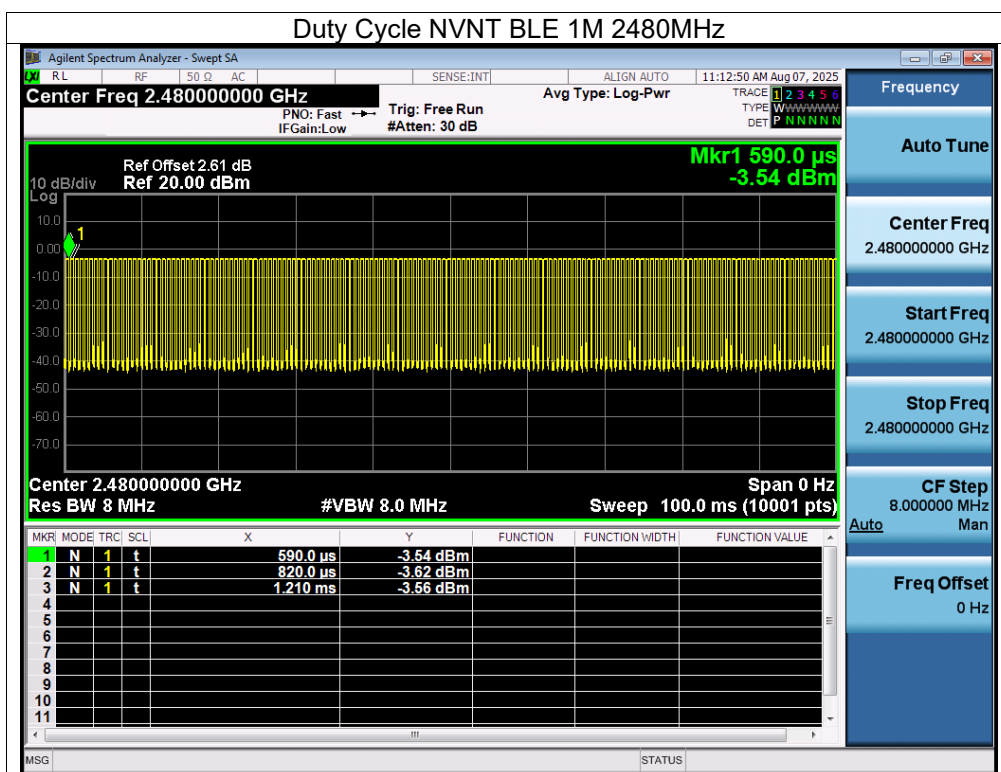 Duty Cycle NVNT BLE 1M 2480MHz
Agilent Spectrum Analyzer - Swept SA
LXI RL RF 50 Ω AC SENSE:INT ALIGN AUTO 11:12:50 AM Aug 07, 2025
Center Freq 2.480000000 GHz Avg Type: Log-Pwr TRACE 1 2 3 4 5 6
PNO: Fast Trig: Free Run TYPE WWWWWW
IFGain:Low #Atten: 30 dB DET P N N N N N
Mkr1 590.0 µs
-3.54 dBm
Ref Offset 2.61 dB
10 dB/div Ref 20.00 dBm
Log
10.0
1
0.00
-10.0
-20.0
-30.0
-40.0
-50.0
-60.0
-70.0
Center 2.480000000 GHz Span 0 Hz
Res BW 8 MHz #VBW 8.0 MHz Sweep 100.0 ms (10001 pts)
MKR MODE TRC SCL X Y FUNCTION FUNCTION WIDTH FUNCTION VALUE
1 N 1 t 590.0 µs -3.54 dBm
2 N 1 t 820.0 µs -3.62 dBm
3 N 1 t 1.210 ms -3.56 dBm
4
5
6
7
8
9
10
11
MSG STATUS
Frequency
Auto Tune
Center Freq
2.480000000 GHz
Start Freq
2.480000000 GHz
Stop Freq
2.480000000 GHz
CF Step
8.000000 MHz
Auto Man
Freq Offset
0 Hz